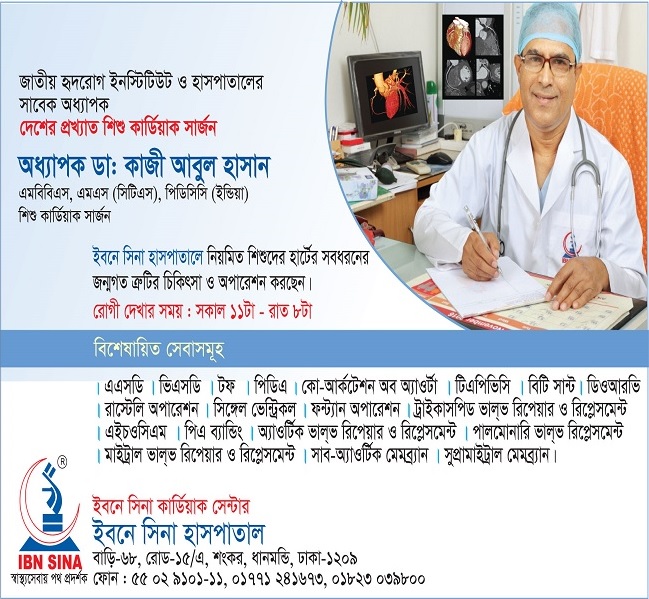 জাতীয় হৃদরোগ ইনস্টিটিউট ও হাসপাতালের
সাবেক অধ্যাপক
দেশের প্রখ্যাত শিশু কার্ডিয়াক সার্জন
অধ্যাপক ডা: কাজী আবুল হাসান
এমবিবিএস, এমএস (সিটিএস), পিডিসিসি (ইন্ডিয়া)
শিশু কার্ডিয়াক সার্জন
ইবনে সিনা হাসপাতালে নিয়মিত শিশুদের হার্টের সবধরনের
জন্মগত ত্রুটির চিকিৎসা ও অপারেশন করছেন।
রোগী দেখার সময় : সকাল ১১টা - রাত ৮টা
বিশেষায়িত সেবাসমূহ
। এএসডি । ভিএসডি । টফ । পিডিএ । কো-আর্কটেশন অব অ্যাওর্টা । টিএপিভিসি । বিটি সান্ট । ডিওআরভি
। রাস্টেলি অপারেশন । সিঙ্গেল ভেন্ট্রিকল । ফন্ট্যান অপারেশন । ট্রাইকাসপিড ভাল্‌ভ রিপেয়ার ও রিপ্লেসমেন্ট
। এইচওসিএম । পিএ ব্যান্ডিং । অ্যাওর্টিক ভাল্‌ভ রিপেয়ার ও রিপ্লেসমেন্ট । পালমোনারি ভাল্‌ভ রিপ্লেসমেন্ট
। মাইট্রাল ভাল্‌ভ রিপেয়ার ও রিপ্লেসমেন্ট । সাব-অ্যাওর্টিক মেমব্র্যান । সুপ্রামাইট্রাল মেমব্র্যান।
®
IBN SINA
স্বাস্থ্যসেবায় পথ প্রদর্শক
ইবনে সিনা কার্ডিয়াক সেন্টার
ইবনে সিনা হাসপাতাল
বাড়ি-৬৮, রোড-১৫/এ, শংকর, ধানমন্ডি, ঢাকা-১২০৯
ফোন : ৫৫ ০২ ৯১০১-১১, ০১৭৭১ ২৪১৬৭৩, ০১৮২৩ ০৩৯৮০০